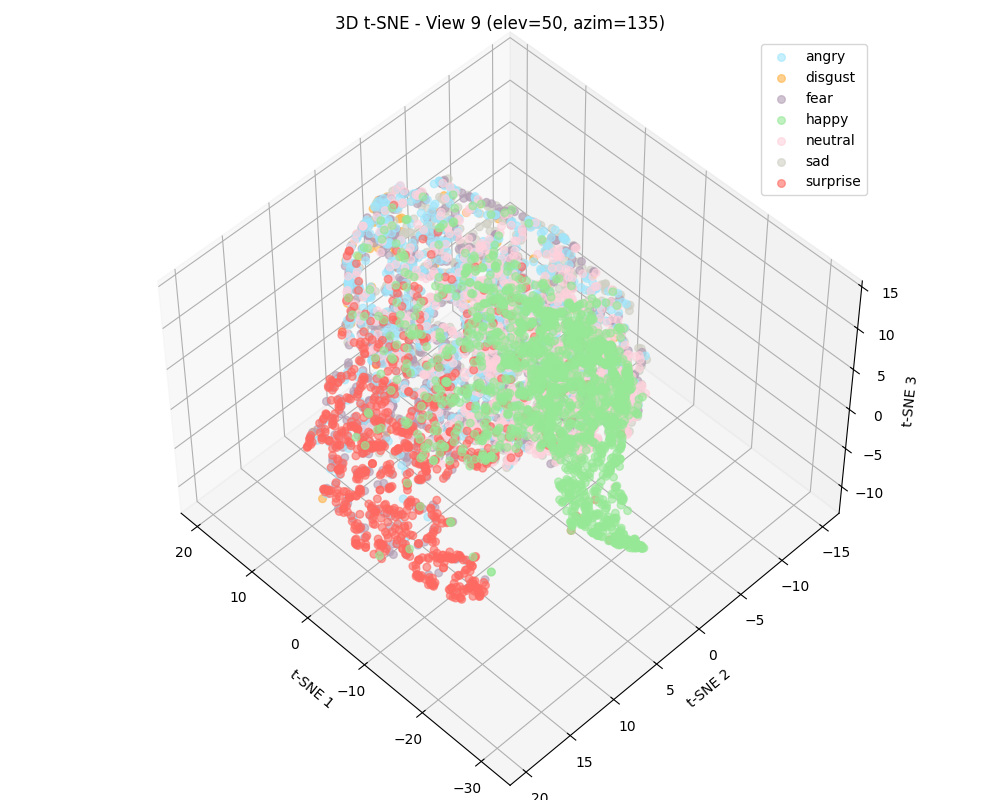 3D t-SNE - View 9 (elev=50, azim=135)
angry
disgust
fear
happy
neutral
sad
surprise
15
10
5
0
−5
−10
t-SNE 3
20
10
0
−10
−20
−30
t-SNE 1
−15
−10
−5
0
5
10
15
20
t-SNE 2